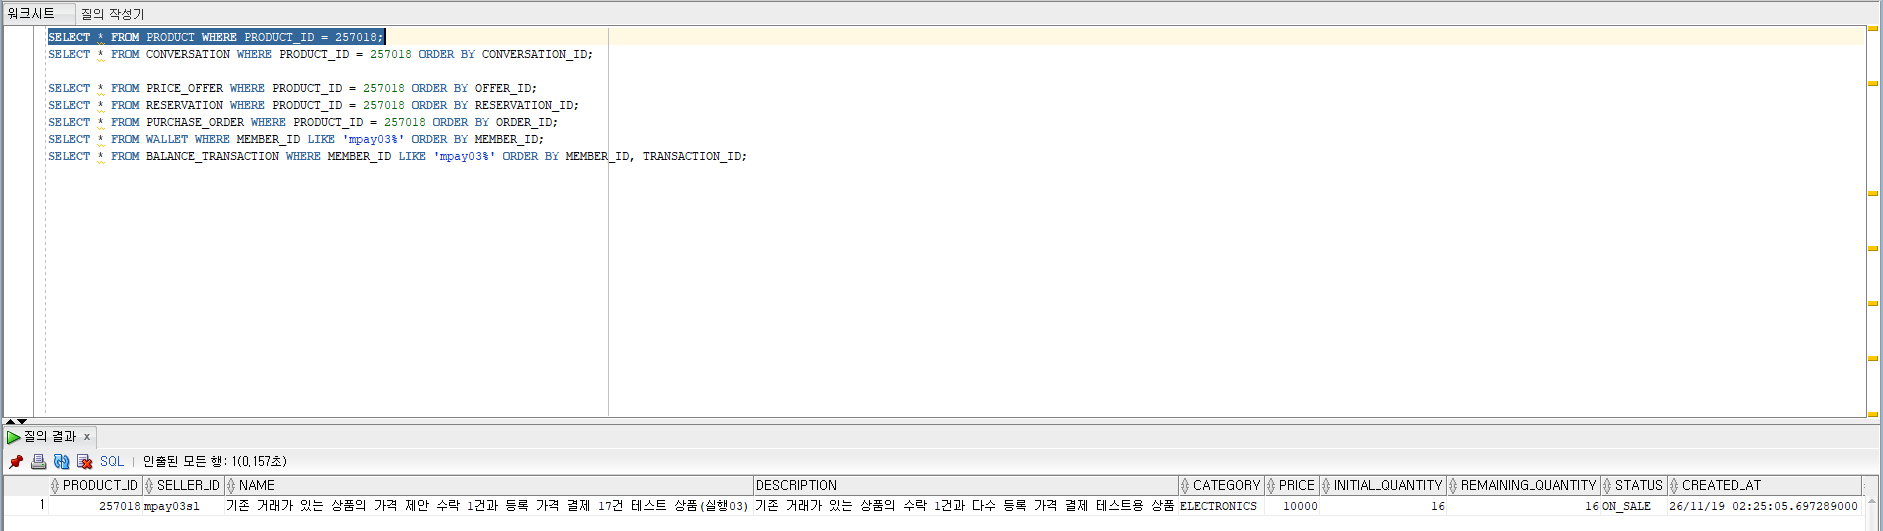 워크시트 질의 작성기
SELECT * FROM PRODUCT WHERE PRODUCT_ID = 257018;
SELECT * FROM CONVERSATION WHERE PRODUCT_ID = 257018 ORDER BY CONVERSATION_ID;
SELECT * FROM PRICE_OFFER WHERE PRODUCT_ID = 257018 ORDER BY OFFER_ID;
SELECT * FROM RESERVATION WHERE PRODUCT_ID = 257018 ORDER BY RESERVATION_ID;
SELECT * FROM PURCHASE_ORDER WHERE PRODUCT_ID = 257018 ORDER BY ORDER_ID;
SELECT * FROM WALLET WHERE MEMBER_ID LIKE 'mpay03%' ORDER BY MEMBER_ID;
SELECT * FROM BALANCE_TRANSACTION WHERE MEMBER_ID LIKE 'mpay03%' ORDER BY MEMBER_ID, TRANSACTION_ID;
질의 결과 x
SQL | 인출된 모든 행: 1(0.157초)
PRODUCT_ID SELLER_ID NAME DESCRIPTION CATEGORY PRICE INITIAL_QUANTITY REMAINING_QUANTITY STATUS CREATED_AT
1 257018 mpay03s1 기존 거래가 있는 상품의 가격 제안 수락 1건과 등록 가격 결제 17건 테스트 상품(실행03) 기존 거래가 있는 상품의 수락 1건과 다수 등록 가격 결제 테스트용 상품 ELECTRONICS 10000 16 16 ON_SALE 26/11/19 02:25:05.697289000